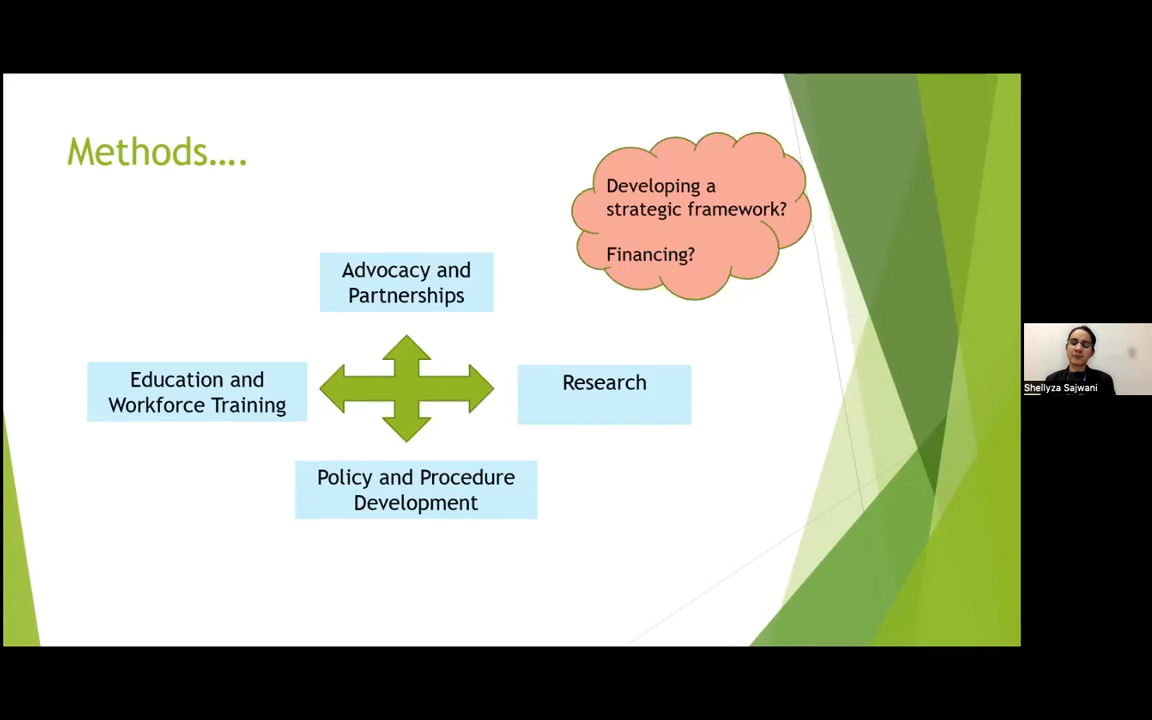 Methods….
Developing a
strategic framework?
Financing?
Advocacy and
Partnerships
Education and
Workforce Training
Research
Policy and Procedure
Development
Shellyza Sajwani